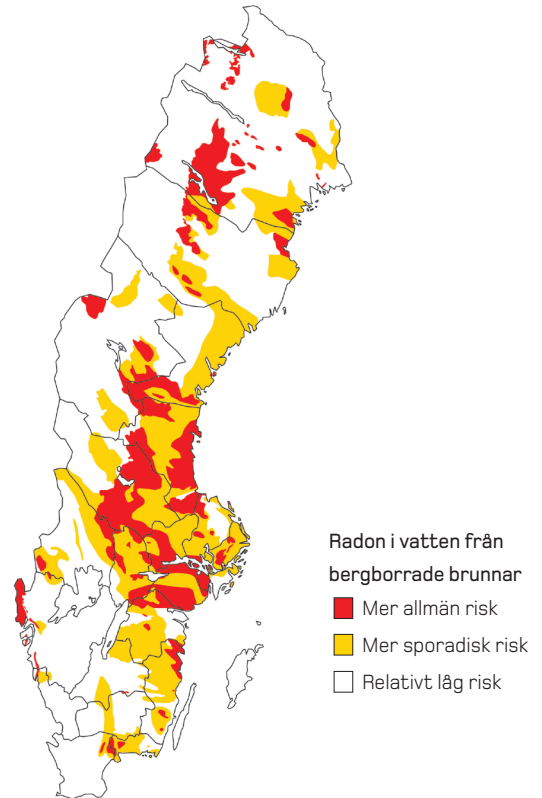 Radon i vatten från
bergborrade brunnar
Mer allmän risk
Mer sporadisk risk
Relativt låg risk